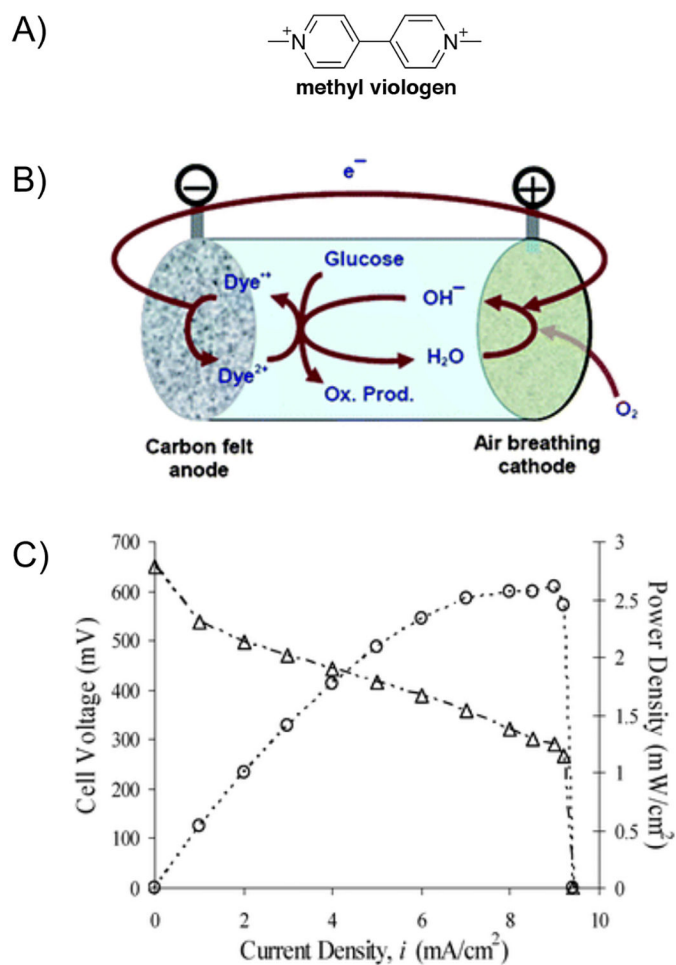 A)
+
N
+
N
methyl viologen
B)
e⁻
−
+
Glucose
Dye•+
OH⁻
Dye2+
H₂O
Ox. Prod.
O₂
Carbon felt
anode
Air breathing
cathode
C)
700
600
500
400
300
200
100
0
Cell Voltage (mV)
3
2.5
2
1.5
1
0.5
0
Power Density (mW/cm²)
0 2 4 6 8 10
Current Density, i (mA/cm²)